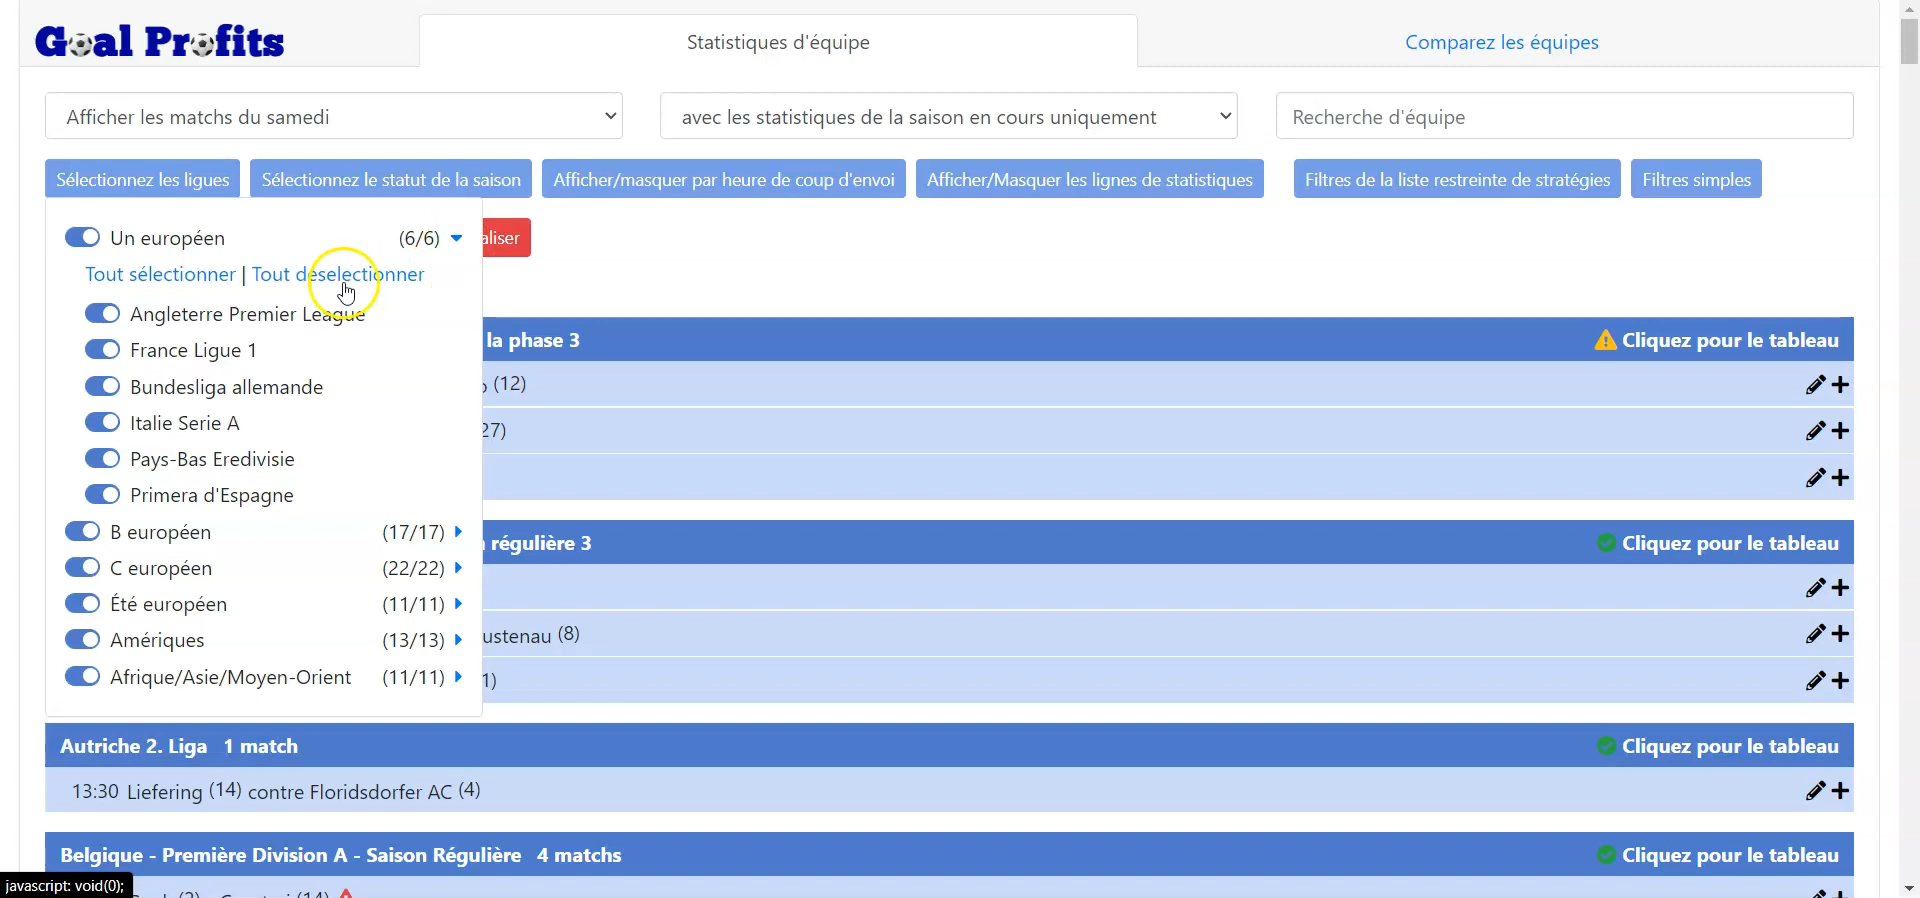 Goal Profits
Statistiques d'équipe
Comparez les équipes
Afficher les matchs du samedi
avec les statistiques de la saison en cours uniquement
Recherche d'équipe
Sélectionnez les ligues
Sélectionnez le statut de la saison
Afficher/masquer par heure de coup d'envoi
Afficher/Masquer les lignes de statistiques
Filtres de la liste restreinte de stratégies
Filtres simples
Un européen (6/6)
aliser
Tout sélectionner | Tout déselectionner
Angleterre Premier League
France Ligue 1
Bundesliga allemande
Italie Serie A
Pays-Bas Eredivisie
Primera d'Espagne
B européen (17/17)
C européen (22/22)
Été européen (11/11)
Amériques (13/13)
Afrique/Asie/Moyen-Orient (11/11)
la phase 3 Cliquez pour le tableau
(12)
27)
régulière 3 Cliquez pour le tableau
ustenau (8)
1)
Autriche 2. Liga 1 match Cliquez pour le tableau
13:30 Liefering (14) contre Floridsdorfer AC (4)
Belgique - Première Division A - Saison Régulière 4 matchs Cliquez pour le tableau
javascript: void(0);